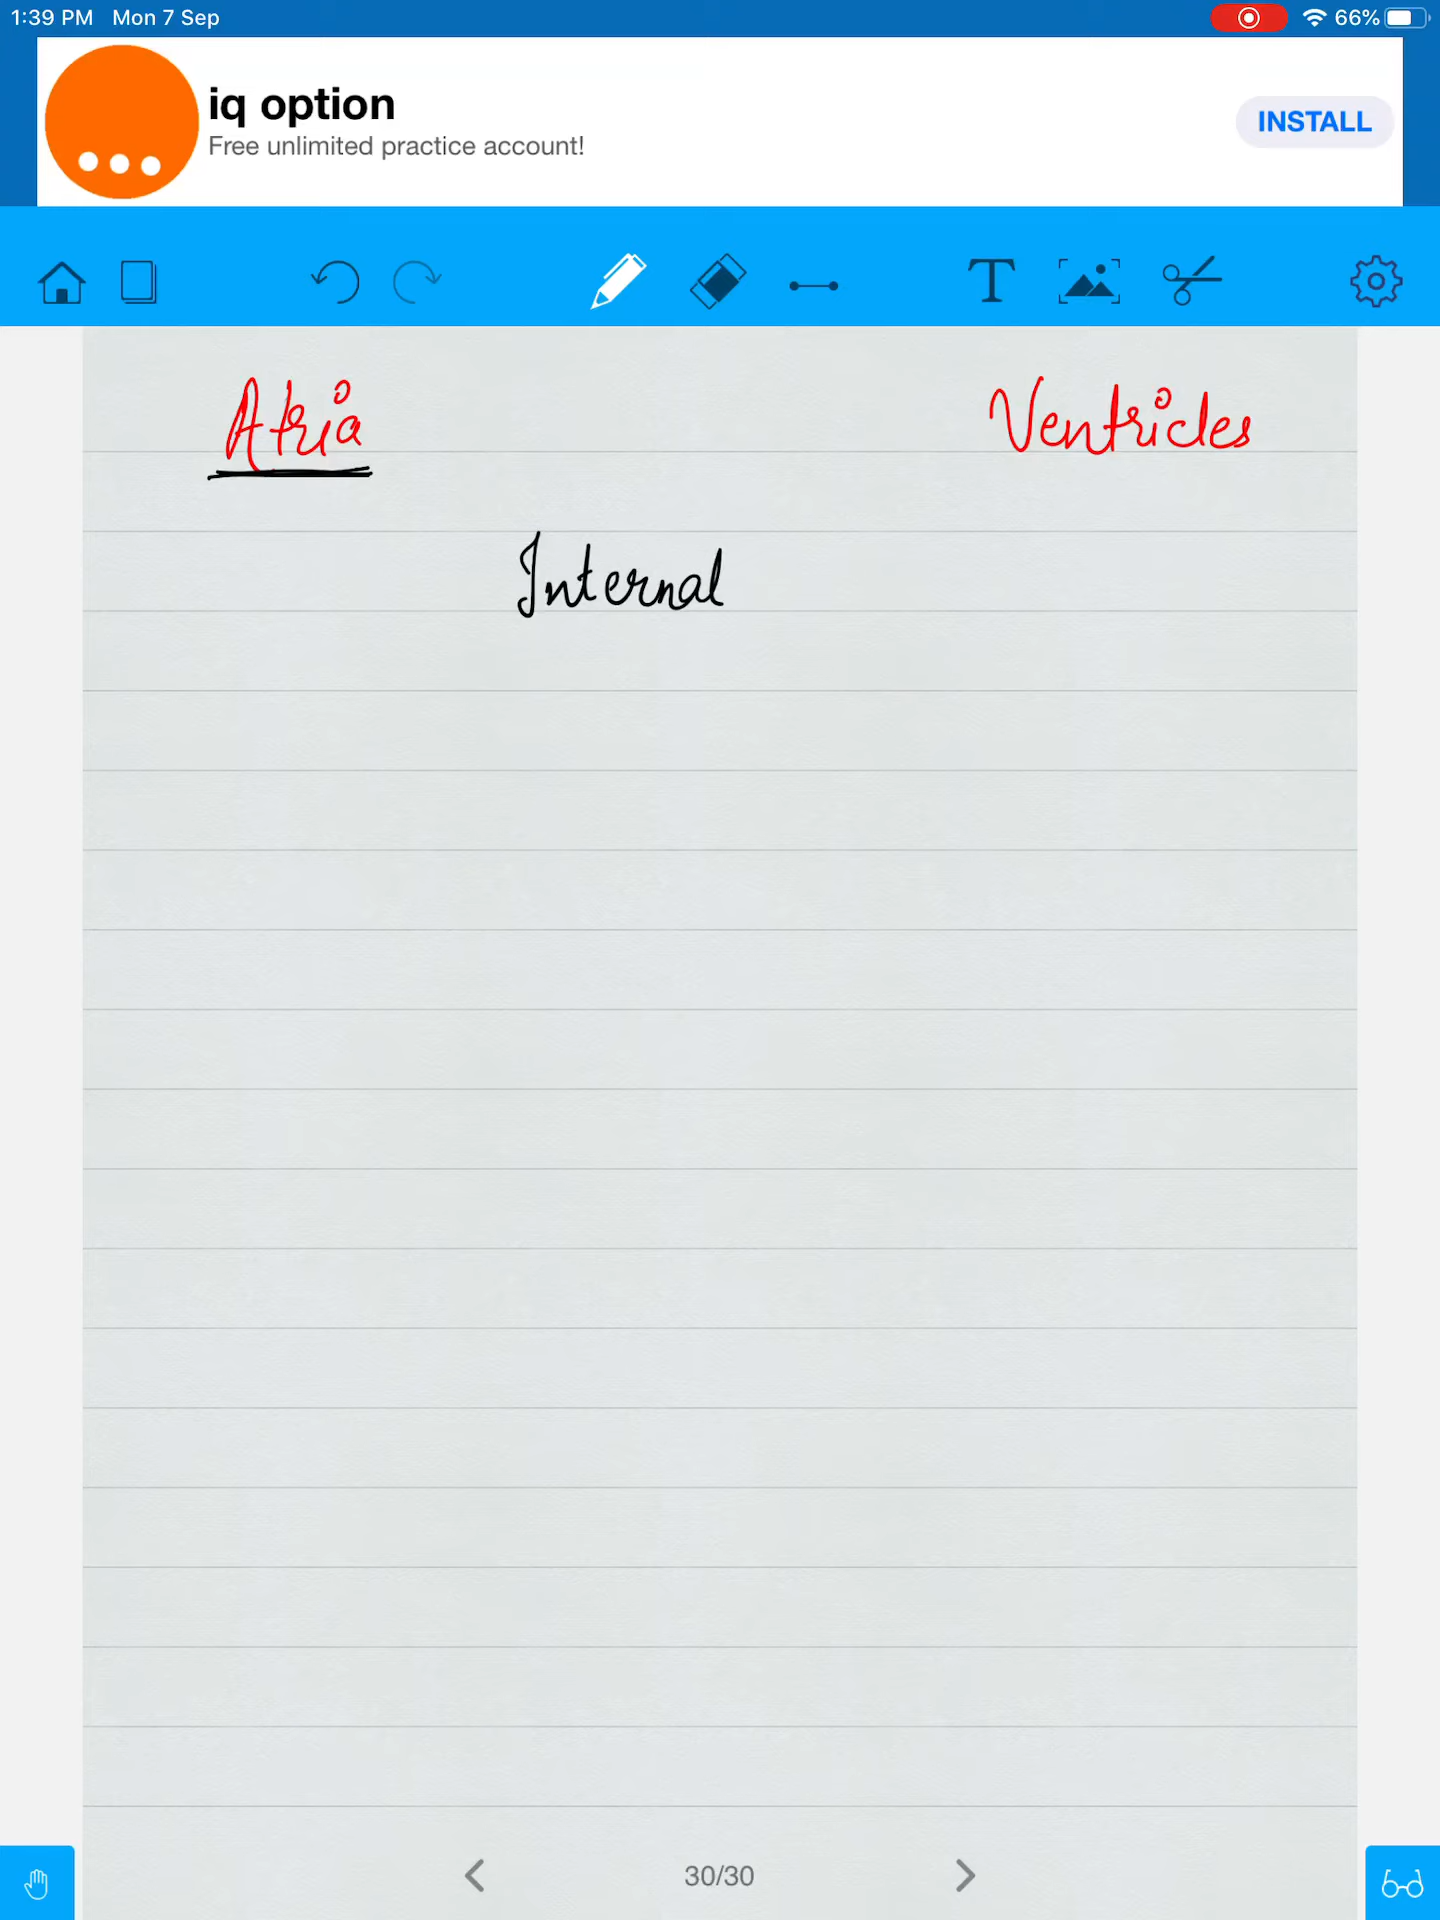 1:39 PM Mon 7 Sep 66%
iq option
Free unlimited practice account!
INSTALL
T
Atria Ventricles
Internal
30/30